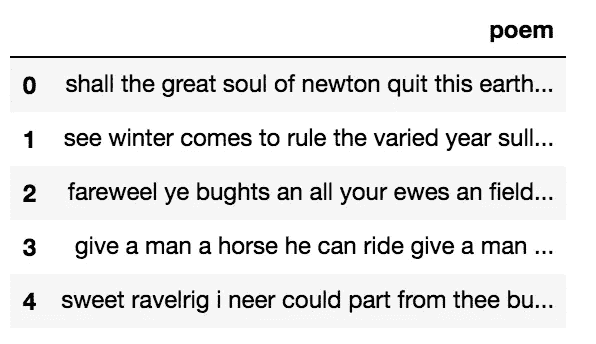 poem
0 shall the great soul of newton quit this earth...
1 see winter comes to rule the varied year sull...
2 fareweel ye bughts an all your ewes an field...
3 give a man a horse he can ride give a man ...
4 sweet ravelrig i neer could part from thee bu...